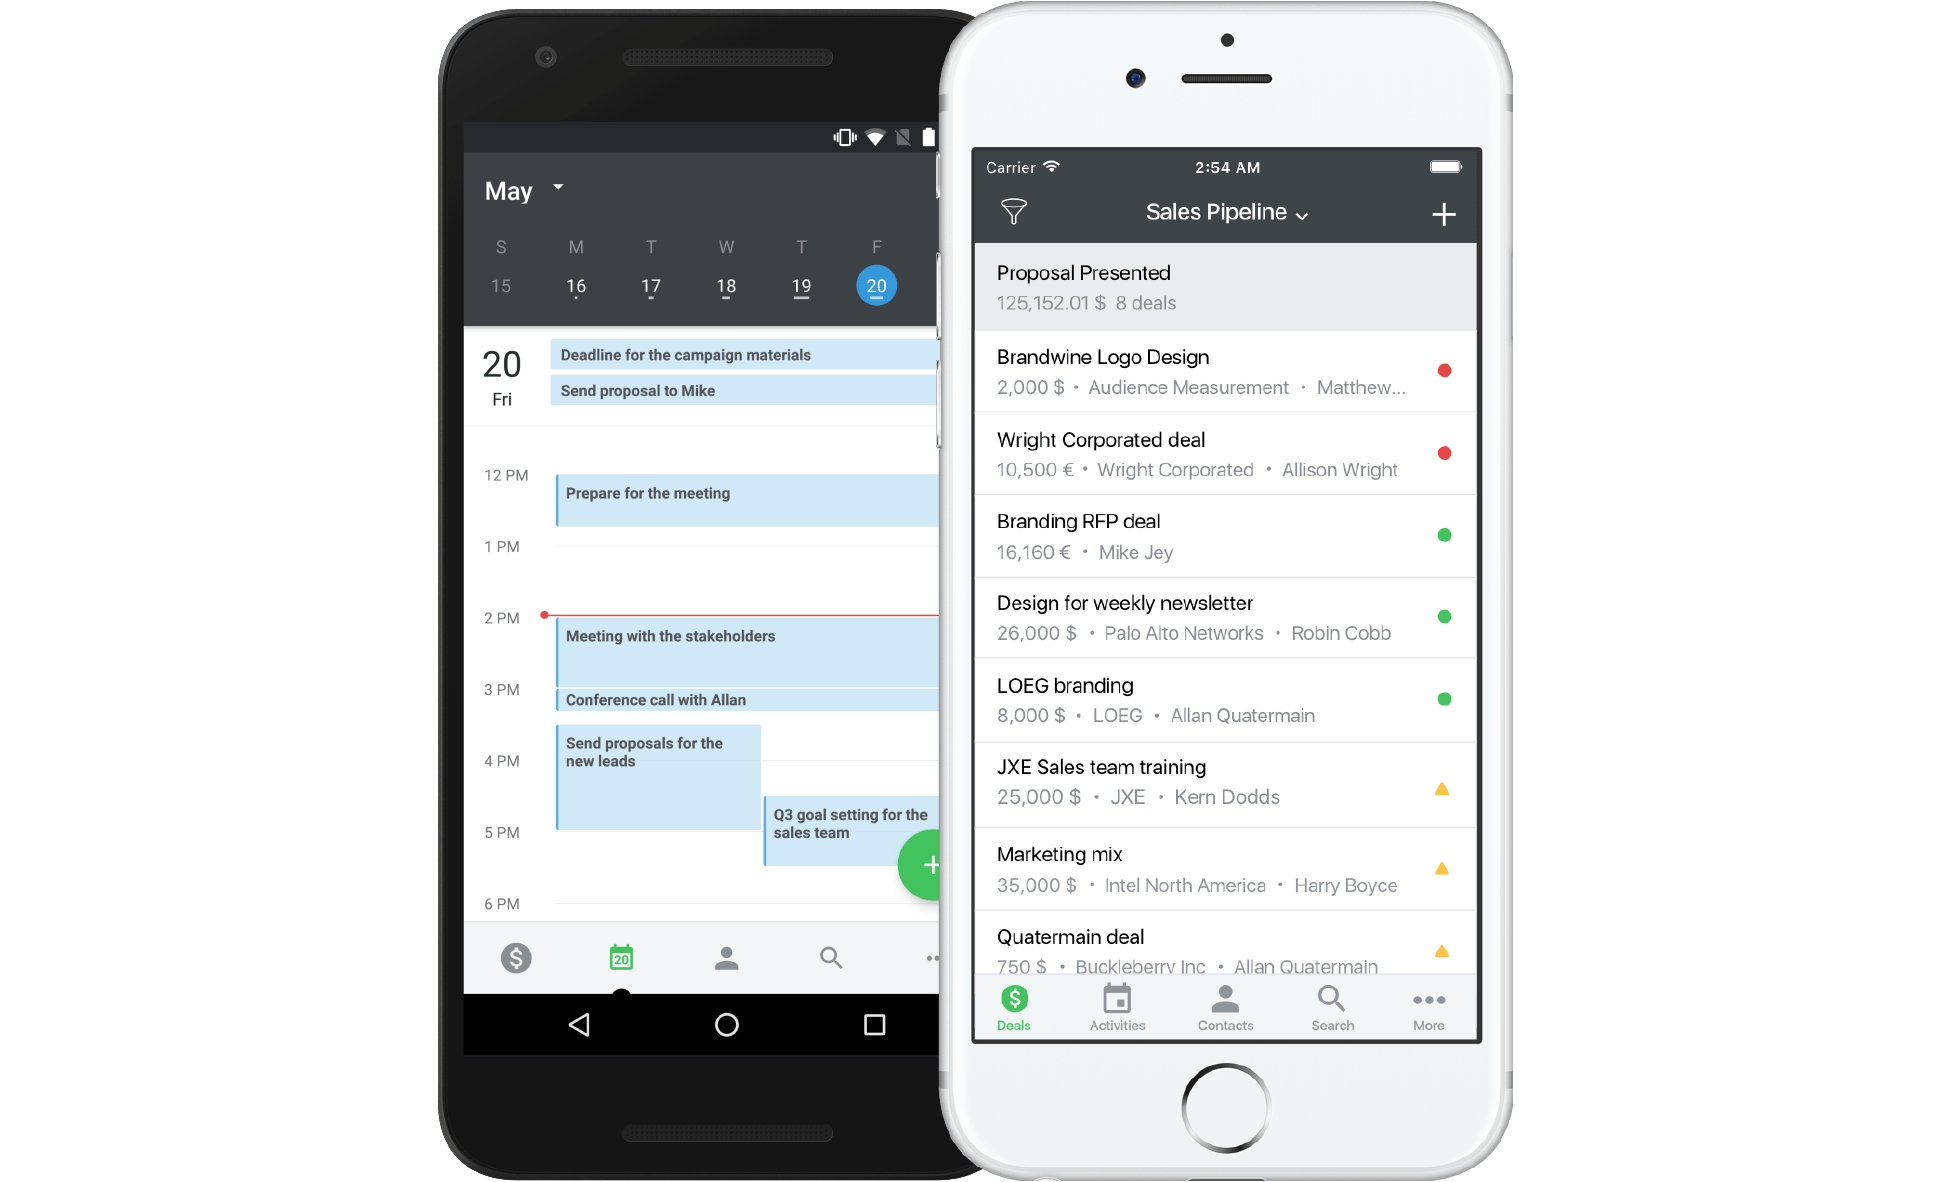 May
S M T W T F
15 16 17 18 19 20
20
Fri
Deadline for the campaign materials
Send proposal to Mike
12 PM
Prepare for the meeting
1 PM
2 PM
Meeting with the stakeholders
3 PM
Conference call with Allan
Send proposals for the
new leads
4 PM
Q3 goal setting for the
sales team
5 PM
+
6 PM
$ 20
Carrier 2:54 AM
Sales Pipeline +
Proposal Presented
125,152.01 $ 8 deals
Brandwine Logo Design
2,000 $ • Audience Measurement • Matthew...
Wright Corporated deal
10,500 € • Wright Corporated • Allison Wright
Branding RFP deal
16,160 € • Mike Jey
Design for weekly newsletter
26,000 $ • Palo Alto Networks • Robin Cobb
LOEG branding
8,000 $ • LOEG • Allan Quatermain
JXE Sales team training
25,000 $ • JXE • Kern Dodds
Marketing mix
35,000 $ • Intel North America • Harry Boyce
Quatermain deal
750 $ • Buckleberry Inc • Allan Quatermain
$
Deals Activities Contacts Search More